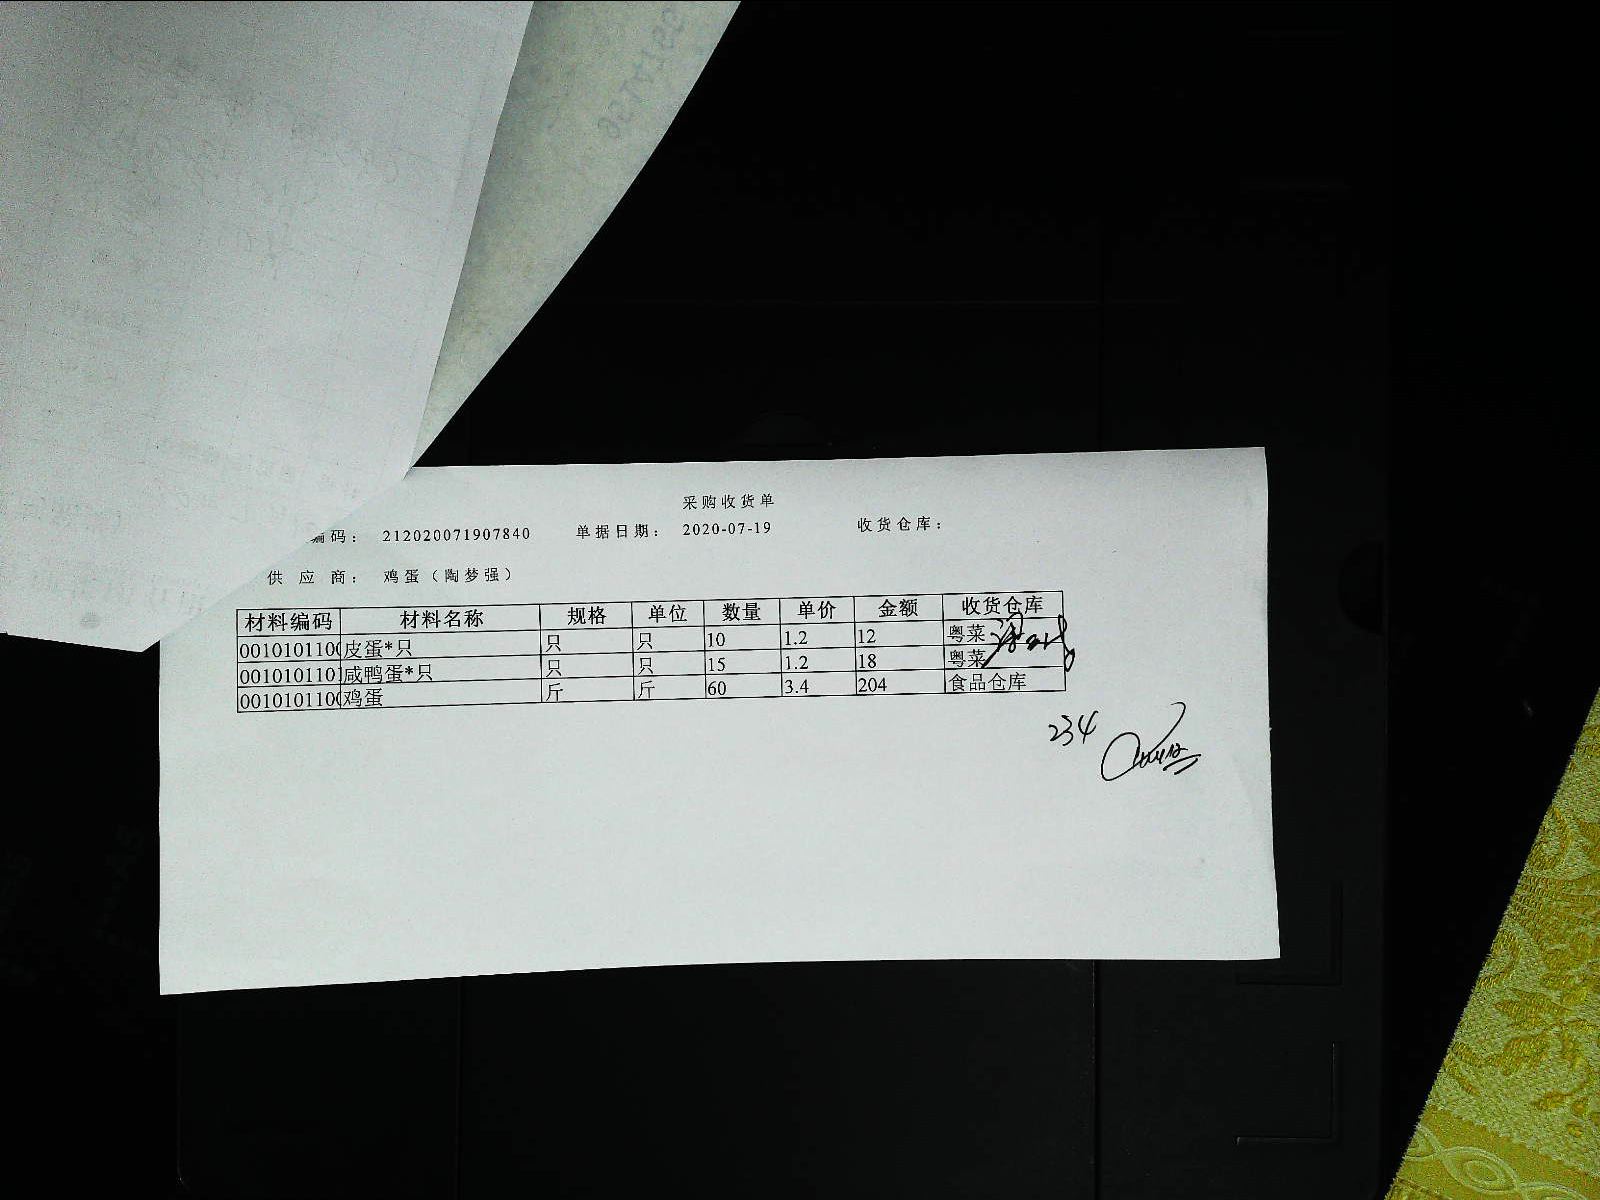 采购收货单
编码： 212020071907840 单据日期： 2020-07-19 收货仓库：
供应商： 鸡蛋（陶梦强）
材料编码 材料名称 规格 单位 数量 单价 金额 收货仓库
0010101100 皮蛋*只 只 只 10 1.2 12 粤菜
001010110 咸鸭蛋*只 只 只 15 1.2 18 粤菜
0010101100 鸡蛋 斤 斤 60 3.4 204 食品仓库
234